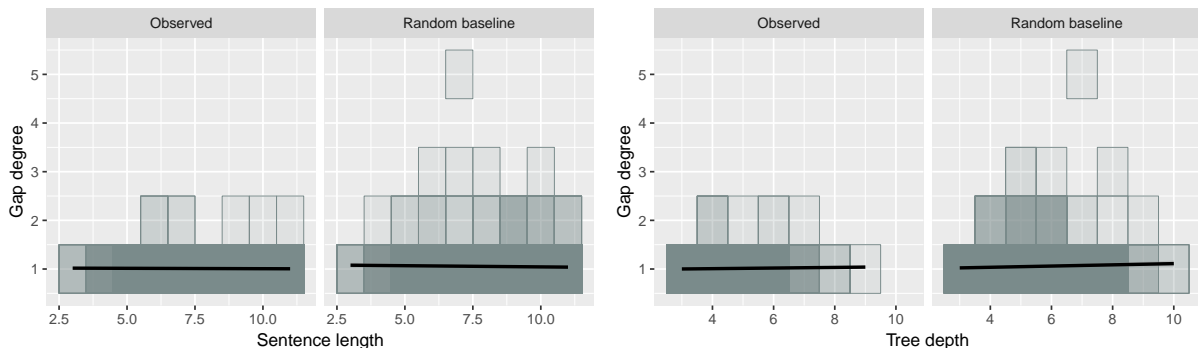 Observed Random baseline Observed Random baseline
5
4
3
2
1
Gap degree
5
4
3
2
1
Gap degree
2.5 5.0 7.5 10.0 2.5 5.0 7.5 10.0 4 6 8 10 4 6 8 10
Sentence length Tree depth